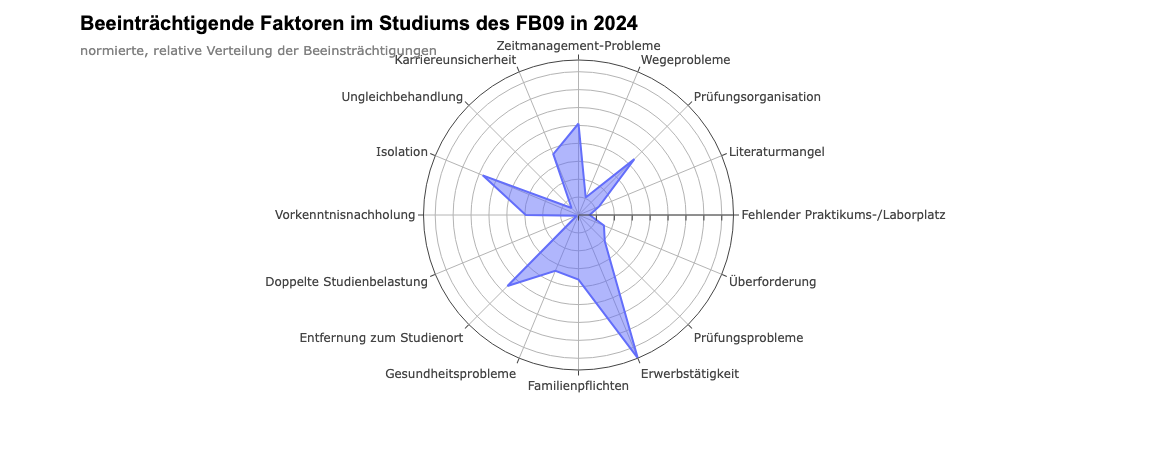 Beeinträchtigende Faktoren im Studiums des FB09 in 2024
normierte, relative Verteilung der Beeinsträchtigungen
Zeitmanagement-Probleme
Karriereunsicherheit
Wegeprobleme
Ungleichbehandlung
Prüfungsorganisation
Isolation
Literaturmangel
Vorkenntnisnachholung
Fehlender Praktikums-/Laborplatz
Doppelte Studienbelastung
Überforderung
Entfernung zum Studienort
Prüfungsprobleme
Gesundheitsprobleme
Erwerbstätigkeit
Familienpflichten